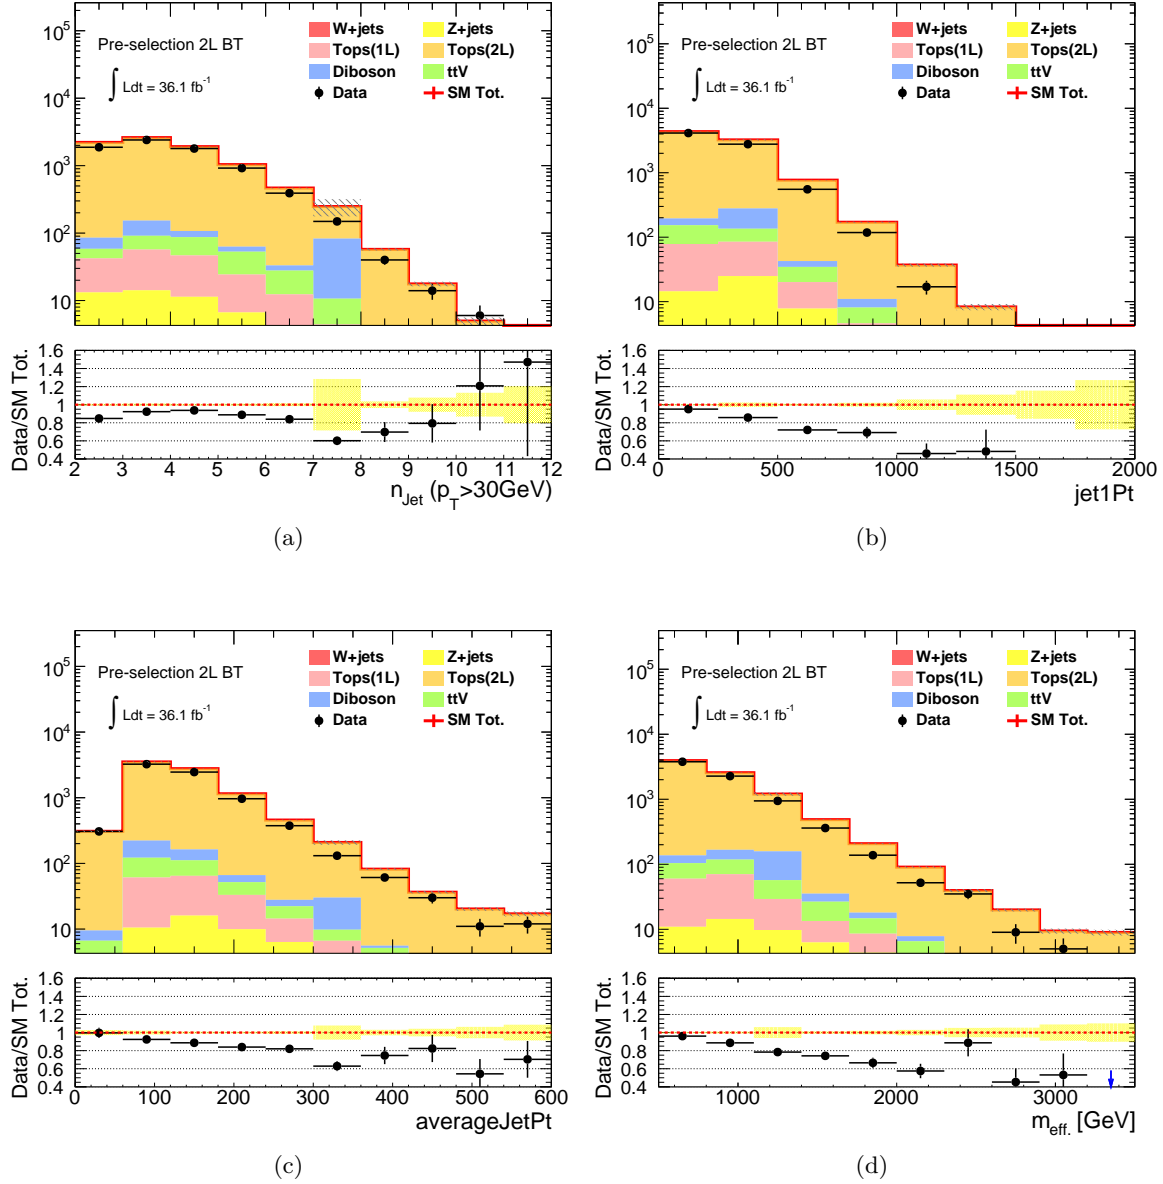 Pre-selection 2L BT
∫ Ldt = 36.1 fb⁻¹
W+jets Z+jets
Tops(1L) Tops(2L)
Diboson ttV
Data SM Tot.
10⁵
10⁴
10³
10²
10
Data/SM Tot.
1.6
1.4
1.2
1
0.8
0.6
0.4
2 3 4 5 6 7 8 9 10 11 12
n_Jet (p_T>30GeV)
(a)
Pre-selection 2L BT
∫ Ldt = 36.1 fb⁻¹
W+jets Z+jets
Tops(1L) Tops(2L)
Diboson ttV
Data SM Tot.
10⁵
10⁴
10³
10²
10
Data/SM Tot.
1.6
1.4
1.2
1
0.8
0.6
0.4
0 500 1000 1500 2000
jet1Pt
(b)
Pre-selection 2L BT
∫ Ldt = 36.1 fb⁻¹
W+jets Z+jets
Tops(1L) Tops(2L)
Diboson ttV
Data SM Tot.
10⁵
10⁴
10³
10²
10
Data/SM Tot.
1.6
1.4
1.2
1
0.8
0.6
0.4
0 100 200 300 400 500 600
averageJetPt
(c)
Pre-selection 2L BT
∫ Ldt = 36.1 fb⁻¹
W+jets Z+jets
Tops(1L) Tops(2L)
Diboson ttV
Data SM Tot.
10⁵
10⁴
10³
10²
10
Data/SM Tot.
1.6
1.4
1.2
1
0.8
0.6
0.4
1000 2000 3000
m_eff. [GeV]
(d)